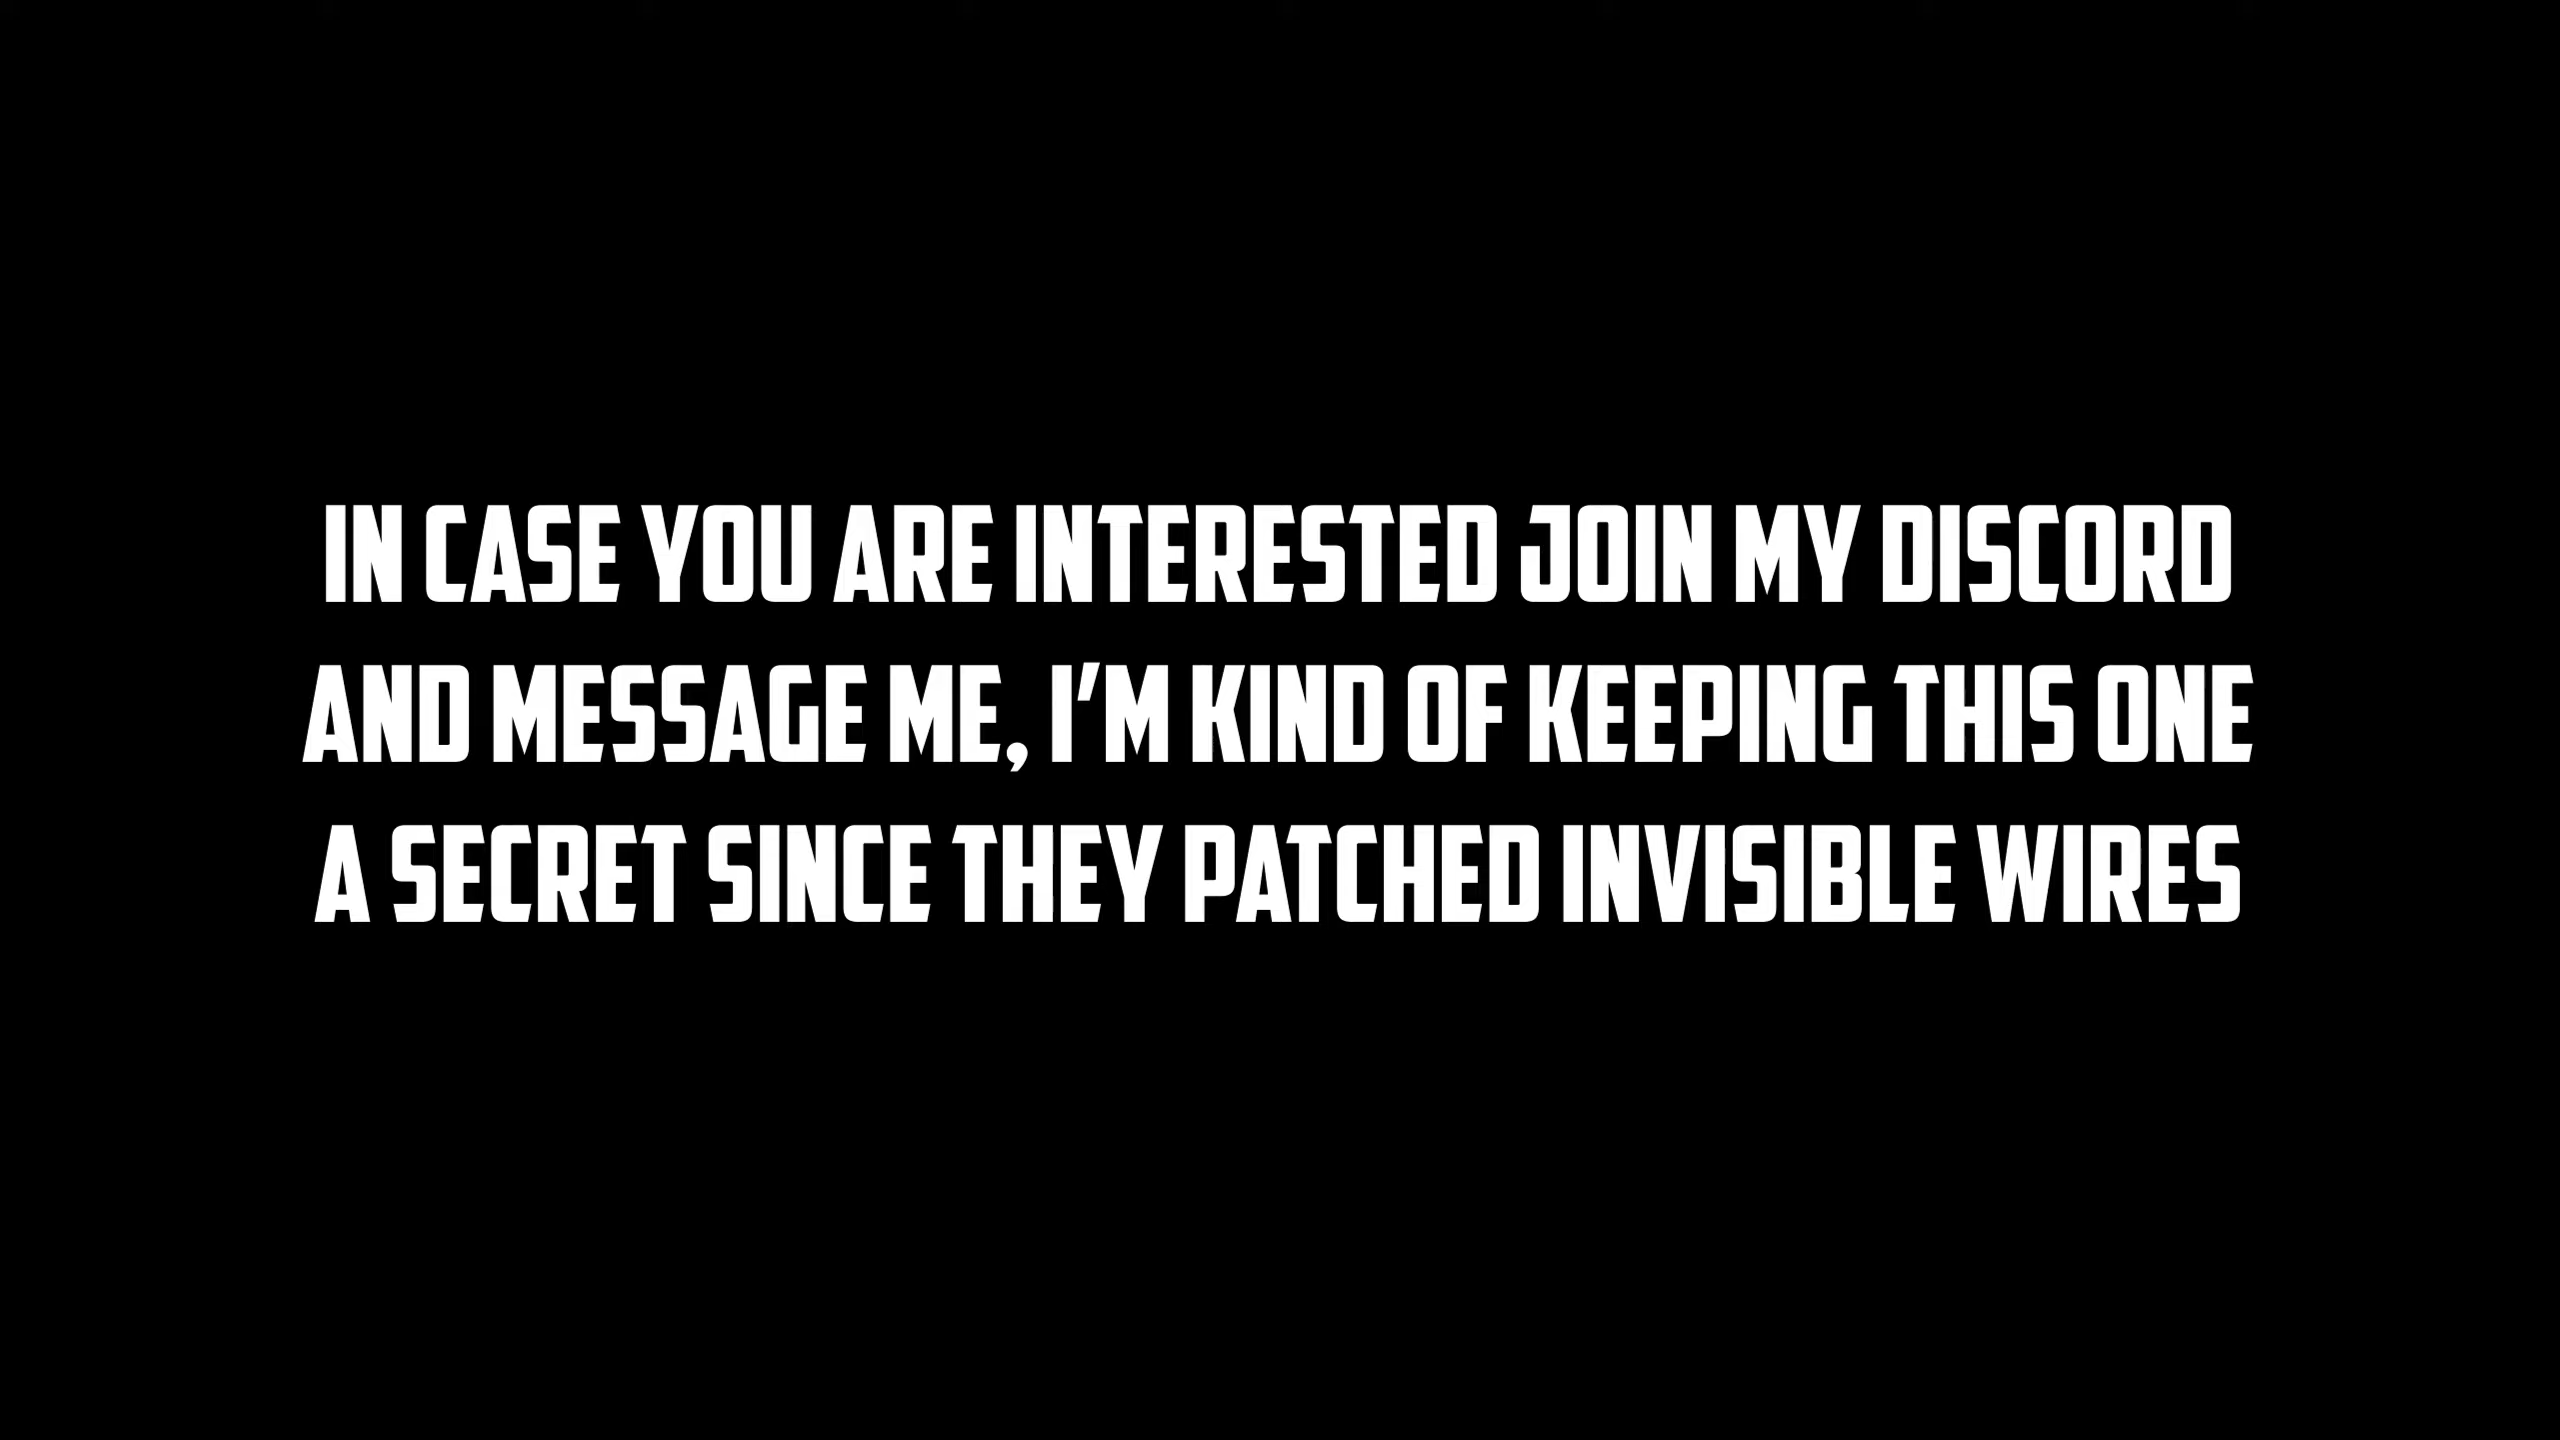 IN CASE YOU ARE INTERESTED JOIN MY DISCORD
AND MESSAGE ME, I'M KIND OF KEEPING THIS ONE
A SECRET SINCE THEY PATCHED INVISIBLE WIRES